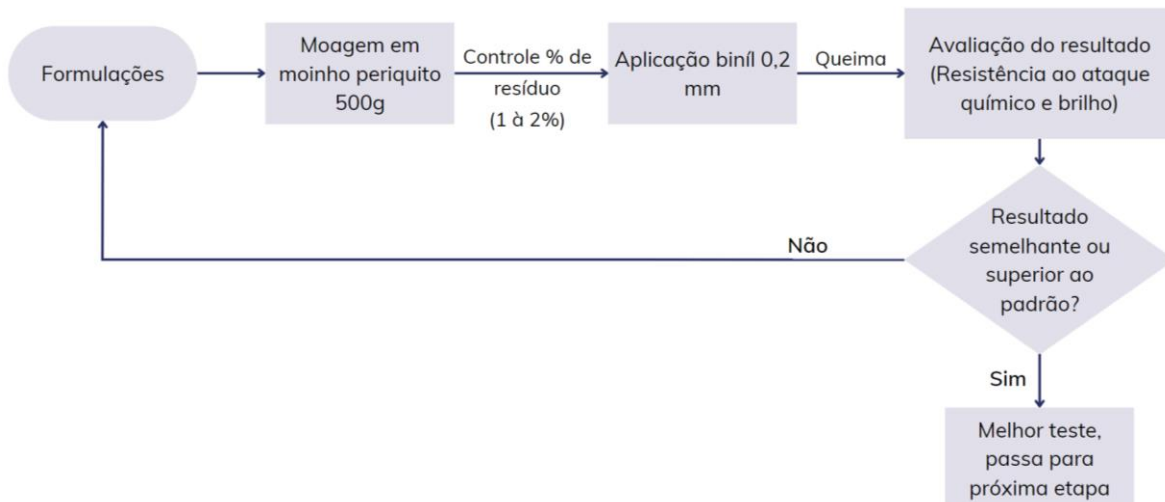 Formulações
Moagem em
moinho periquito
500g
Controle % de
resíduo
(1 à 2%)
Aplicação biníl 0,2
mm
Queima
Avaliação do resultado
(Resistência ao ataque
químico e brilho)
Resultado
semelhante ou
superior ao
padrão?
Não
Sim
Melhor teste,
passa para
próxima etapa